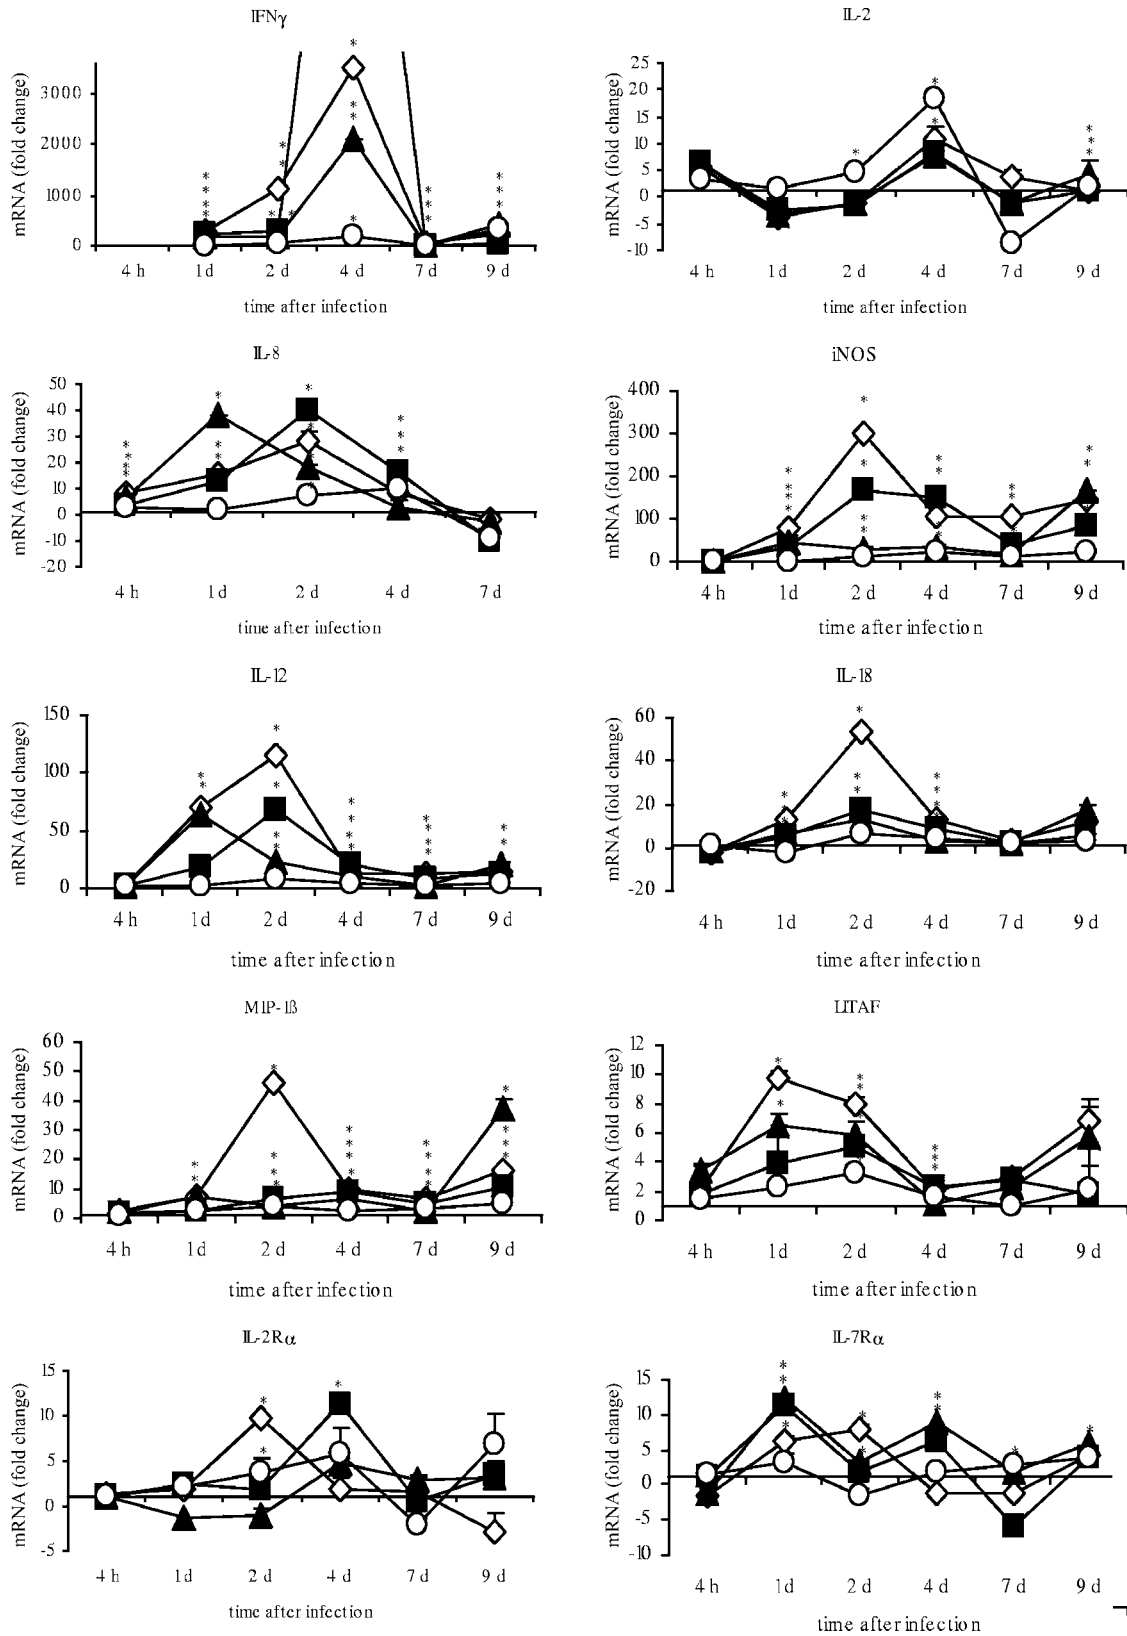 IFNγ
mRNA (fold change)
3000
2000
1000
0
4 h 1d 2 d 4 d 7d 9 d
time after infection
IL-2
mRNA (fold change)
25
20
15
10
5
0
-5
-10
4 h 1d 2d 4 d 7 d 9 d
time after infection
IL-8
mRNA (fold change)
50
40
30
20
10
0
-10
-20
4 h 1 d 2 d 4 d 7 d
time after infection
iNOS
mRNA (fold change)
400
300
200
100
0
4 h 1d 2 d 4 d 7 d 9 d
time after infection
IL-12
mRNA (fold change)
150
100
50
0
4 h 1 d 2 d 4 d 7 d 9 d
time after infection
IL-18
mRNA (fold change)
60
40
20
0
-20
4 h 1 d 2 d 4 d 7 d 9 d
time after infection
MIP-1ß
mRNA (fold change)
60
50
40
30
20
10
0
4 h 1d 2 d 4 d 7 d 9 d
time after infection
LITAF
mRNA (fold change)
12
10
8
6
4
2
0
4 h 1 d 2 d 4 d 7 d 9 d
time after infection
IL-2Rα
mRNA (fold change)
15
10
5
0
-5
4 h 1d 2 d 4 d 7 d 9 d
time after infection
IL-7Rα
mRNA (fold change)
15
10
5
0
-5
-10
4 h 1 d 2 d 4 d 7 d 9 d
time after infection